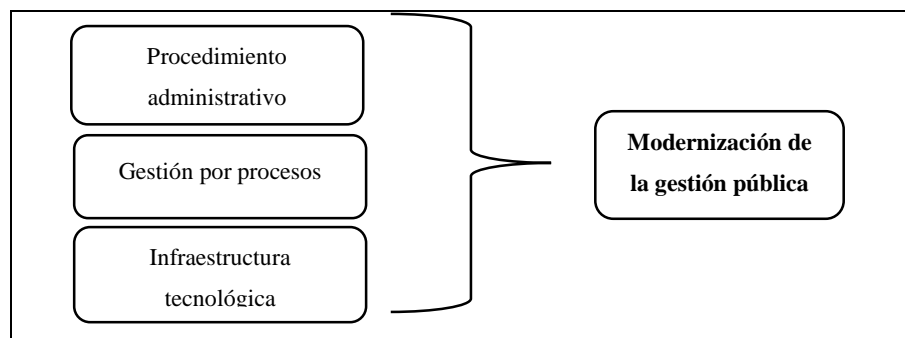 Procedimiento
administrativo
Gestión por procesos
Infraestructura
tecnológica
Modernización de
la gestión pública